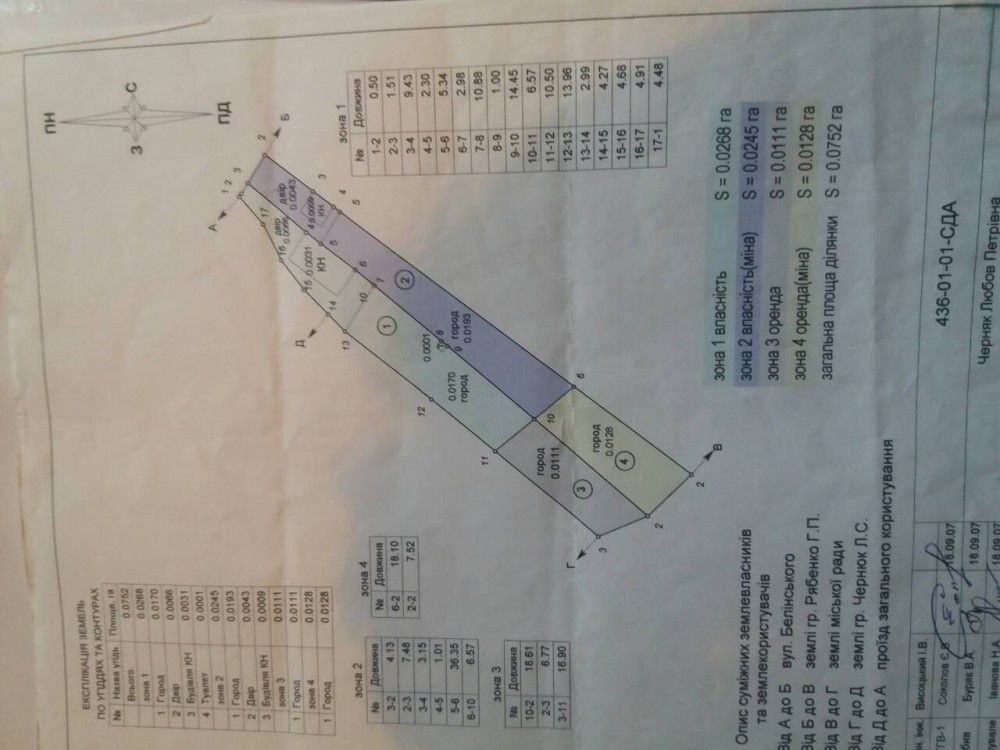 ЕКСПЛІКАЦІЯ ЗЕМЕЛЬ
ПО УГІДДЯХ ТА КОНТУРАХ
№ Назва угідь Площа, га
Всього 0.0752
зона 1 0.0268
1 Город 0.0170
2 Двір 0.0066
3 Будівля КН 0.0031
4 Туалет 0.0001
зона 2 0.0245
1 Город 0.0193
2 Двір 0.0043
3 Будівля КН 0.0009
зона 3 0.0111
1 Город 0.0111
зона 4 0.0128
1 Город 0.0128
зона 2
№ Довжина
3-2 4.13
2-3 7.48
3-4 3.15
4-5 1.01
5-6 36.35
6-10 6.57
зона 4
№ Довжина
6-2 18.10
2-2 7.52
зона 3
№ Довжина
10-2 18.61
2-3 6.77
3-11 16.90
ПН
З
С
ПД
зона 1
№ Довжина
1-2 0.50
2-3 1.51
3-4 9.43
4-5 2.30
5-6 5.34
6-7 2.98
7-8 10.88
8-9 1.00
9-10 14.45
10-11 6.57
11-12 10.50
12-13 13.96
13-14 2.99
14-15 4.27
15-16 4.68
16-17 4.91
17-1 4.48
А
Б
1 2 3
2
17
двір
0.0043
3
4
5
16
двір
0.0066
4
0.0009
КН
5
15
0.0031
КН
6
7
14
10
Д
13
1
2
0.0001
8
9
город
0.0193
0.0170
город
12
11
10
6
город
0.0111
3
город
0.0128
4
3
2
2
Г
В
зона 1 власність S = 0.0268 га
зона 2 власність(міна) S = 0.0245 га
зона 3 оренда S = 0.0111 га
зона 4 оренда(міна) S = 0.0128 га
загальна площа ділянки S = 0.0752 га
Опис суміжних землевласників
та землекористувачів
Від А до Б вул. Белінського
Від Б до В землі гр. Рябенко Г.П.
Від В до Г землі міської ради
Від Г до Д землі гр. Чернюк Л.С.
Від Д до А проїзд загального користування
436-01-01-СДА
Черняк Любов Петрівна
інж. Висоцький І.В.
ТВ-1 Соколов Є.В. 18.09.07
Буряк В.А 18.09.07
Іванова Н.А 18.09.07